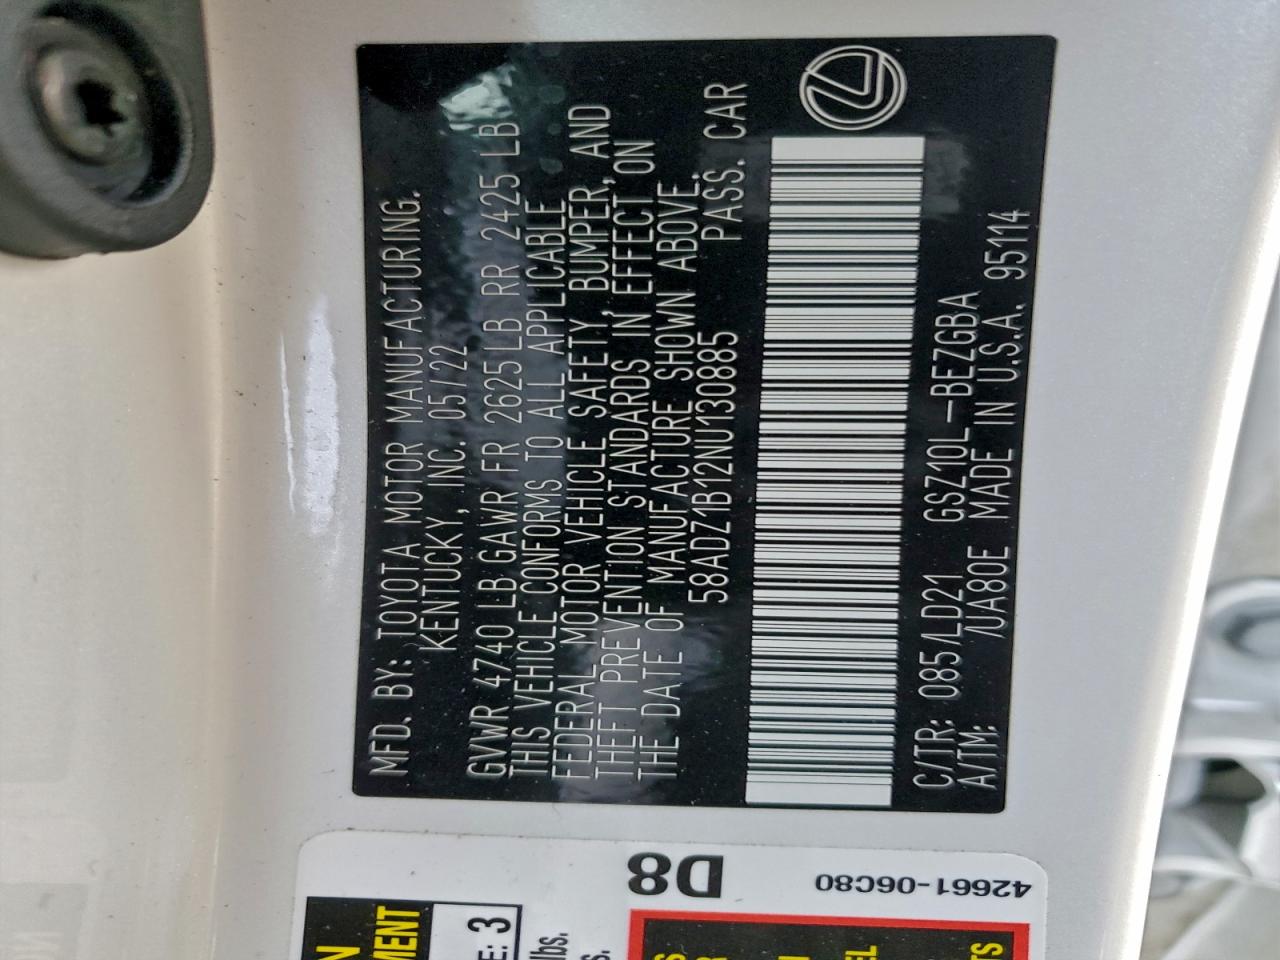 MFD. BY: TOYOTA MOTOR MANUFACTURING.
KENTUCKY, INC. 05/22
GVWR 4740 LB GAWR FR 2625 LB RR 2425 LB
THIS VEHICLE CONFORMS TO ALL APPLICABLE
FEDERAL MOTOR VEHICLE SAFETY, BUMPER, AND
THEFT PREVENTION STANDARDS IN EFFECT ON
THE DATE OF MANUFACTURE SHOWN ABOVE.
58ADZ1B12NU130885 PASS. CAR
C/TR: 085/LD21 GSZ10L-BEZGBA
A/TM: /UA80E MADE IN U.S.A. 95114
D8
42661-06C80
E: 3
lbs.